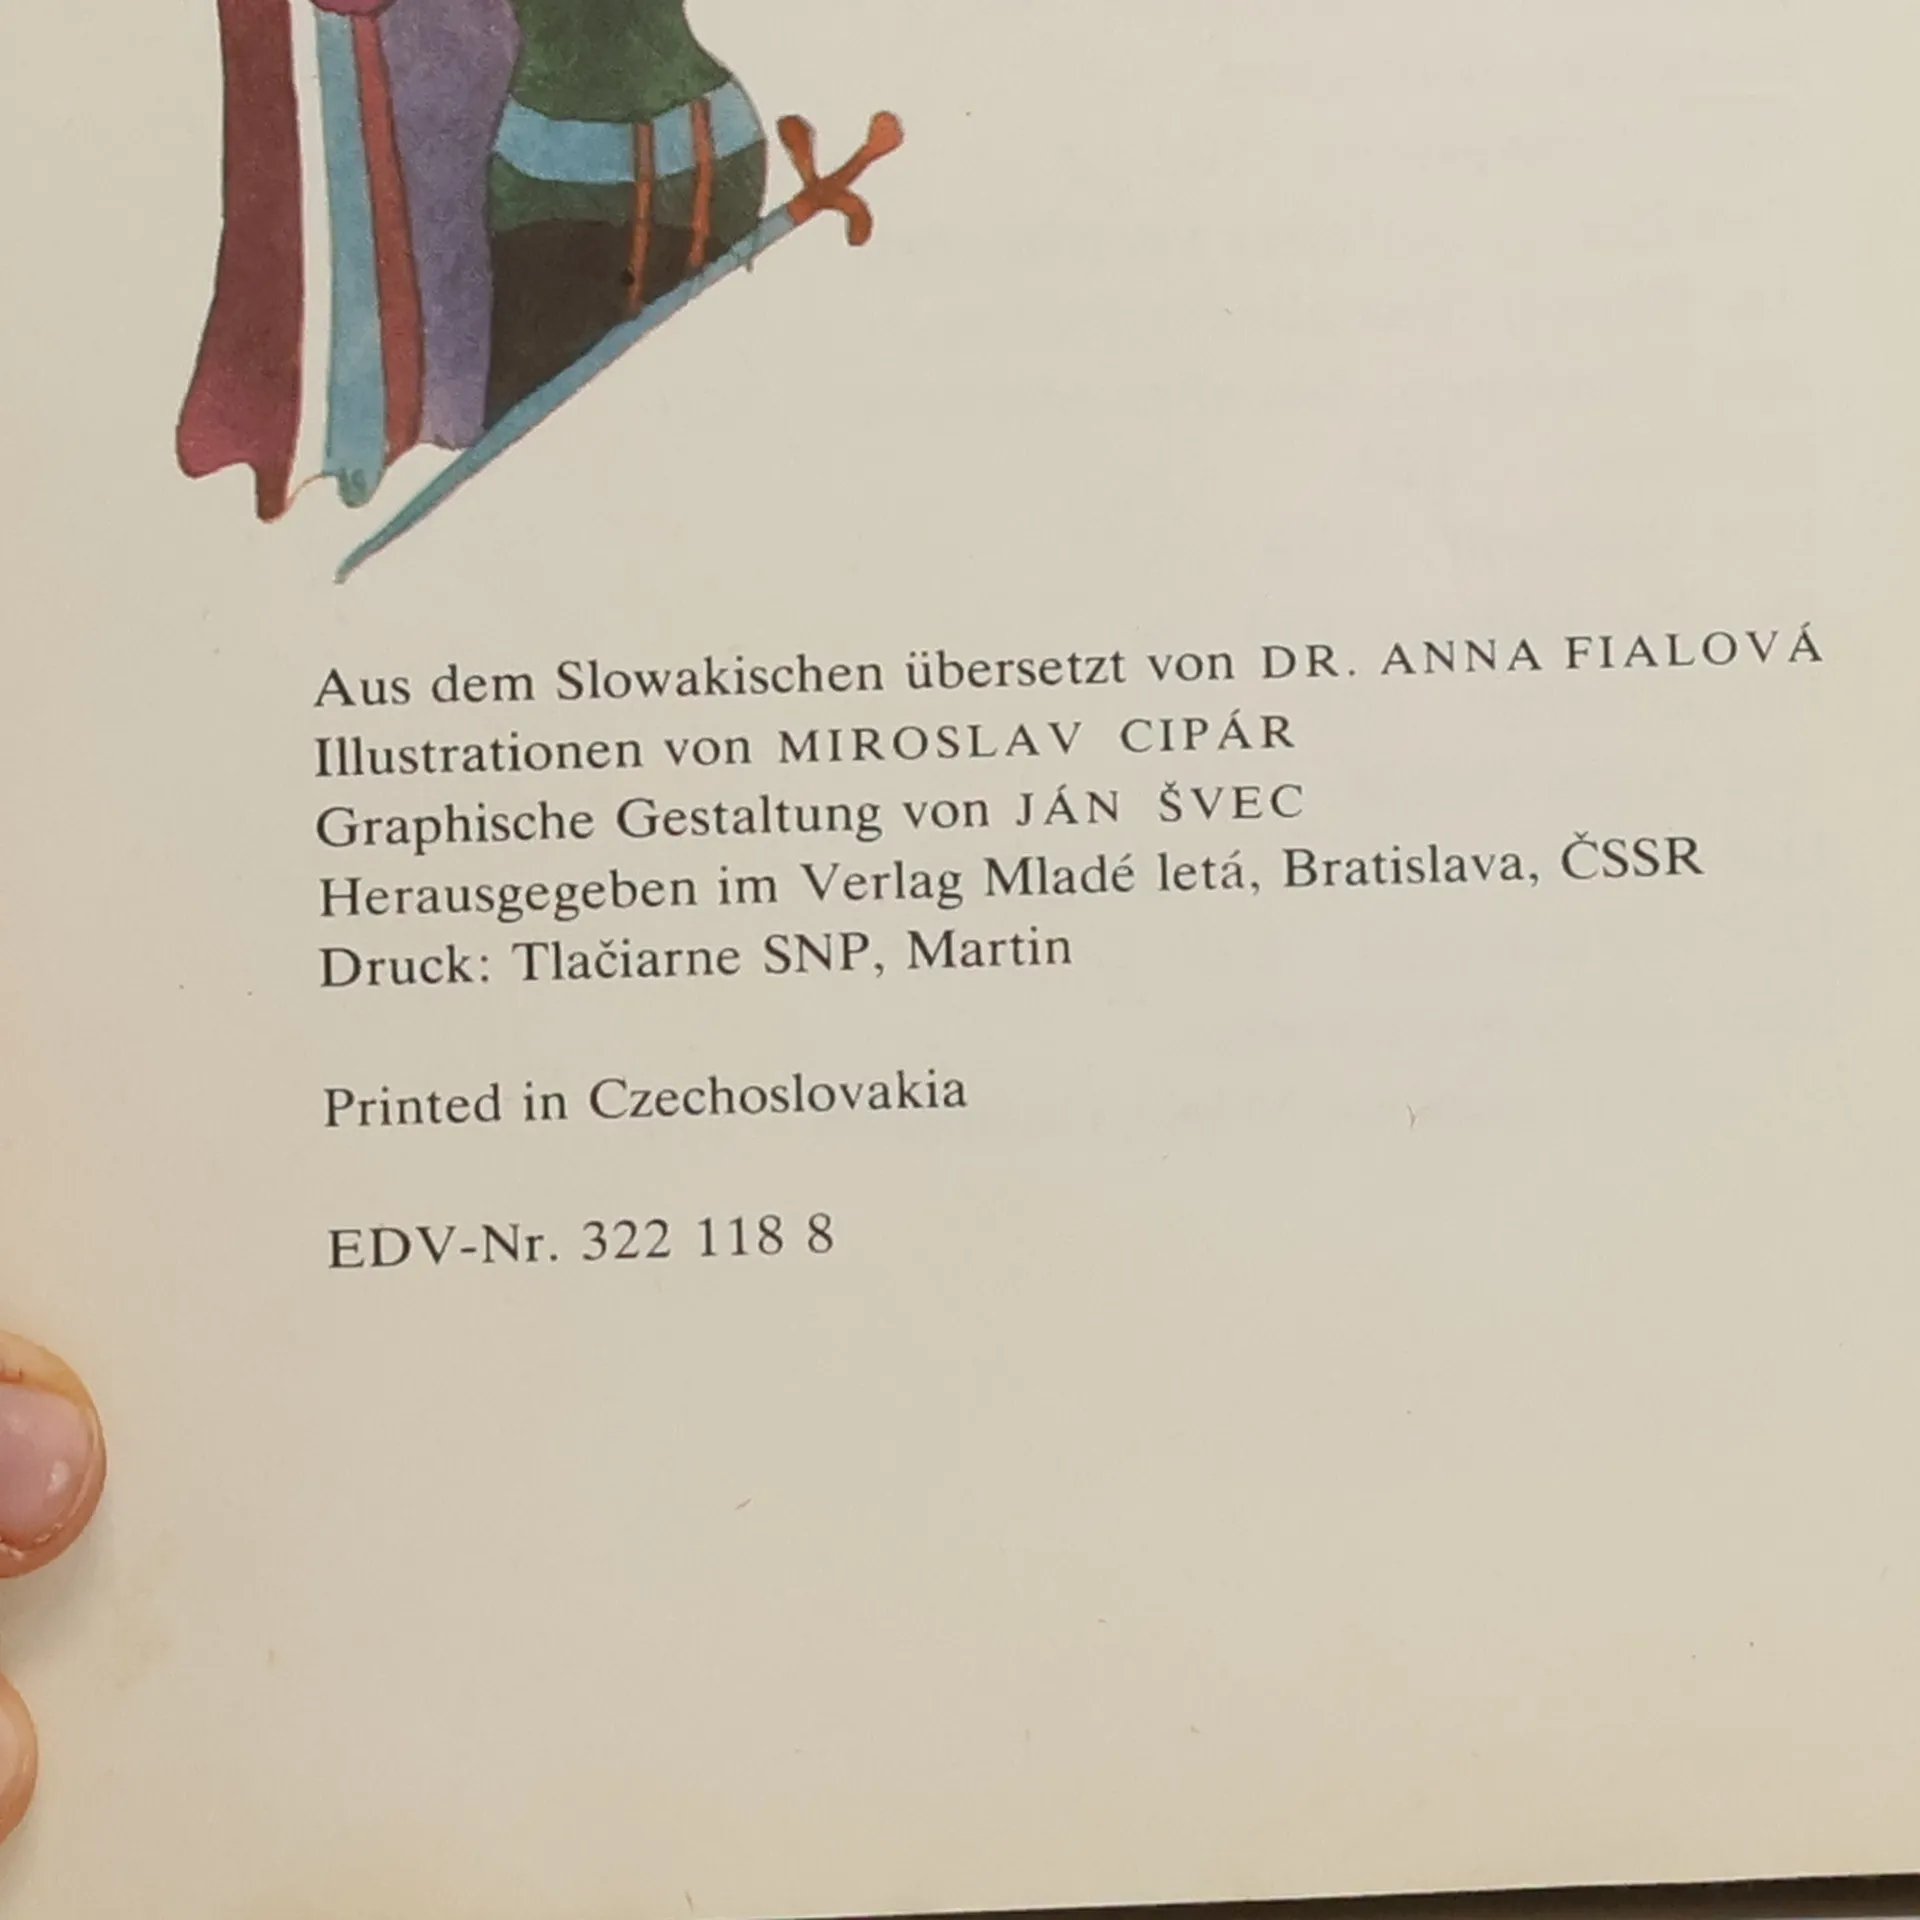 Aus dem Slowakischen übersetzt von DR. ANNA FIALOVÁ
Illustrationen von MIROSLAV CIPÁR
Graphische Gestaltung von JÁN ŠVEC
Herausgegeben im Verlag Mladé letá, Bratislava, ČSSR
Druck: Tlačiarne SNP, Martin
Printed in Czechoslovakia
EDV-Nr. 322 118 8